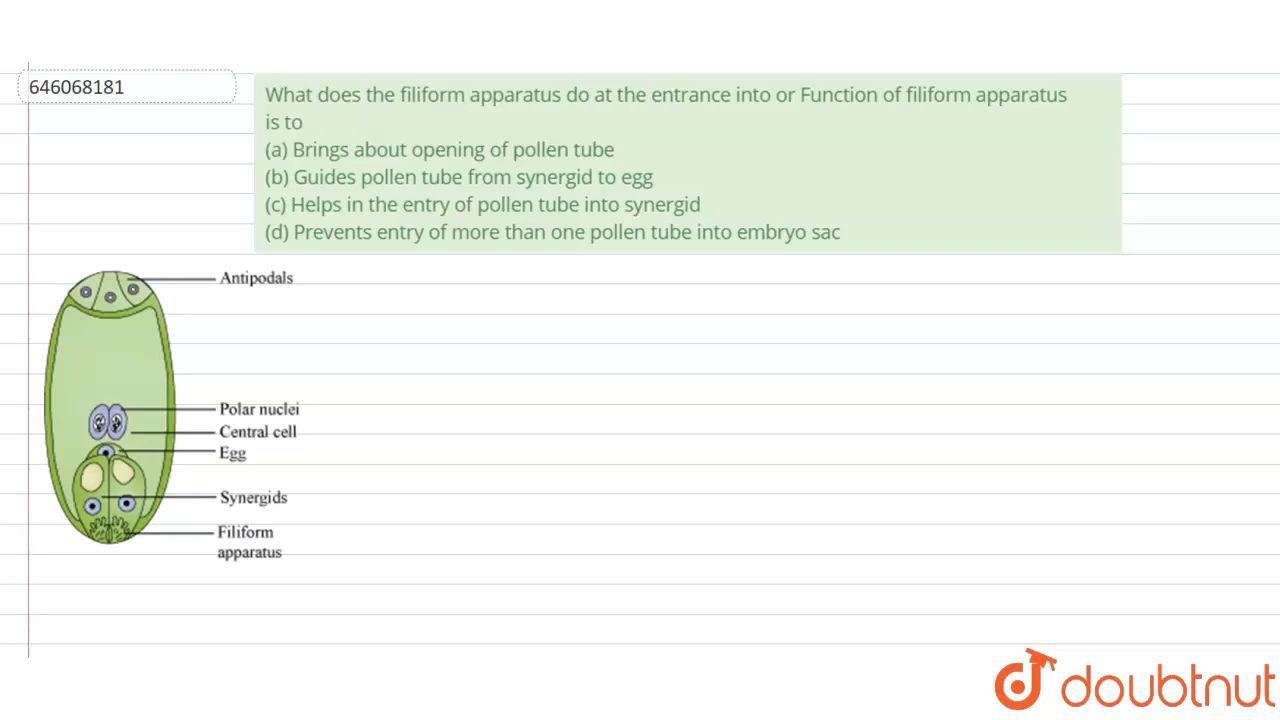 646068181
What does the filiform apparatus do at the entrance into or Function of filiform apparatus
is to
(a) Brings about opening of pollen tube
(b) Guides pollen tube from synergid to egg
(c) Helps in the entry of pollen tube into synergid
(d) Prevents entry of more than one pollen tube into embryo sac
Antipodals
Polar nuclei
Central cell
Egg
Synergids
Filiform
apparatus
doubtnut